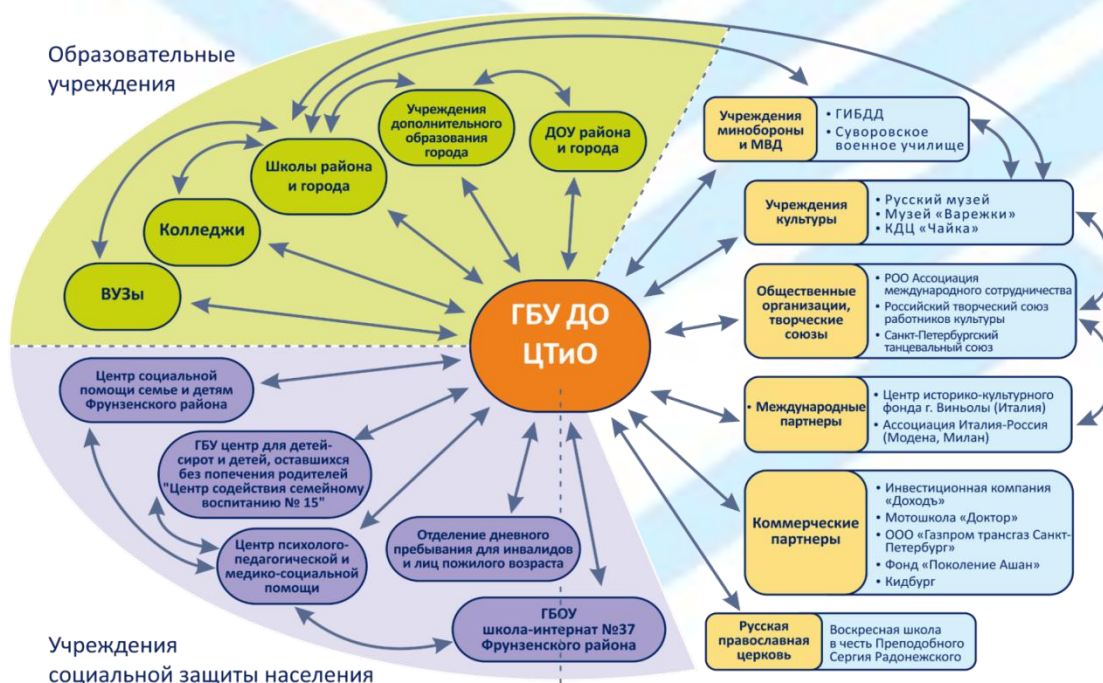 Образовательные
учреждения
Учреждения
дополнительного
образования
города
ДОУ района
и города
Школы района
и города
Колледжи
ВУЗы
ГБУ ДО
ЦТиО
Учреждения
минобороны
и МВД
• ГИБДД
• Суворовское
военное училище
Учреждения
культуры
• Русский музей
• Музей «Варежки»
• КДЦ «Чайка»
Общественные
организации,
творческие
союзы
• РОО Ассоциация
международного сотрудничества
• Российский творческий союз
работников культуры
• Санкт-Петербургский
танцевальный союз
• Международные
партнеры
• Центр историко-культурного
фонда г. Виньолы (Италия)
• Ассоциация Италия-Россия
(Модена, Милан)
Коммерческие
партнеры
• Инвестиционная компания
«Доходъ»
• Мотошкола «Доктор»
• ООО «Газпром трансгаз Санкт-
Петербург»
• Фонд «Поколение Ашан»
• Кидбург
Русская
православная
церковь
Воскресная школа
в честь Преподобного
Сергия Радонежского
Центр социальной
помощи семье и детям
Фрунзенского района
ГБУ центр для детей-
сирот и детей, оставшихся
без попечения родителей
"Центр содействия семейному
воспитанию № 15"
Центр психолого-
педагогической и
медико-социальной
помощи
Отделение дневного
пребывания для инвалидов
и лиц пожилого возраста
ГБОУ
школа-интернат №37
Фрунзенского района
Учреждения
социальной защиты населения